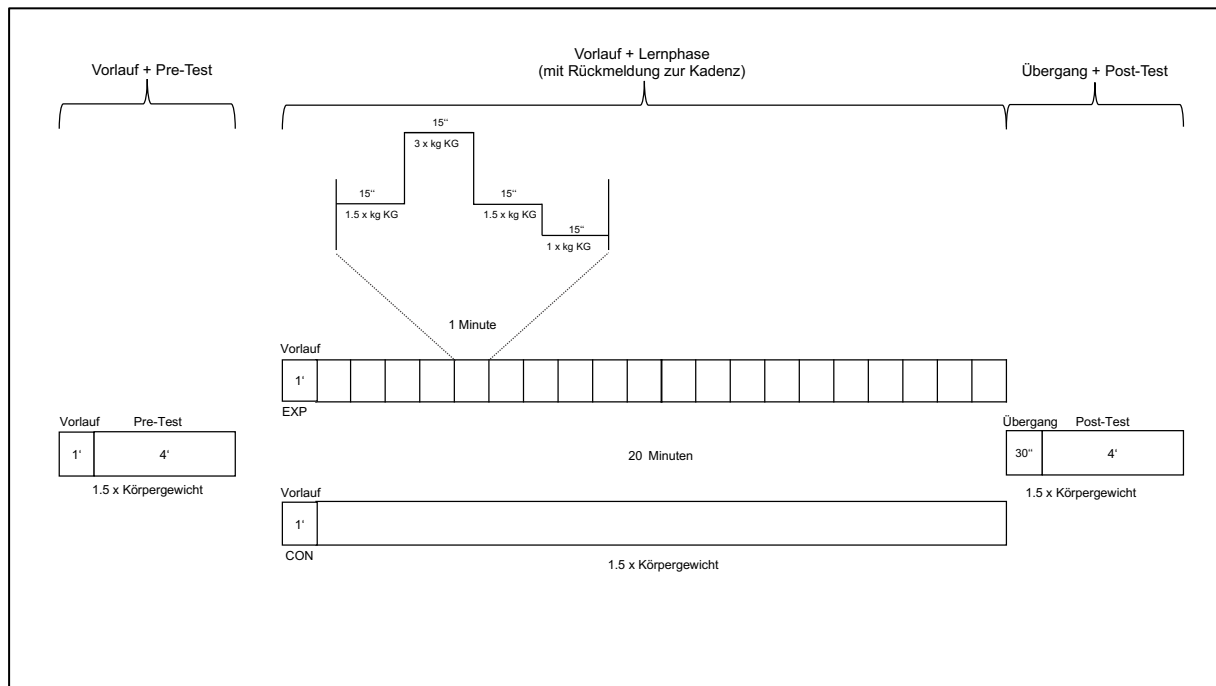 Vorlauf + Pre-Test
Vorlauf + Lernphase
(mit Rückmeldung zur Kadenz)
Übergang + Post-Test
15“
3 x kg KG
15“
1.5 x kg KG
15“
1.5 x kg KG
15“
1 x kg KG
1 Minute
Vorlauf
1‘
EXP
Vorlauf
Pre-Test
1‘
4‘
1.5 x Körpergewicht
20 Minuten
Übergang
Post-Test
30“
4‘
1.5 x Körpergewicht
Vorlauf
1‘
CON
1.5 x Körpergewicht